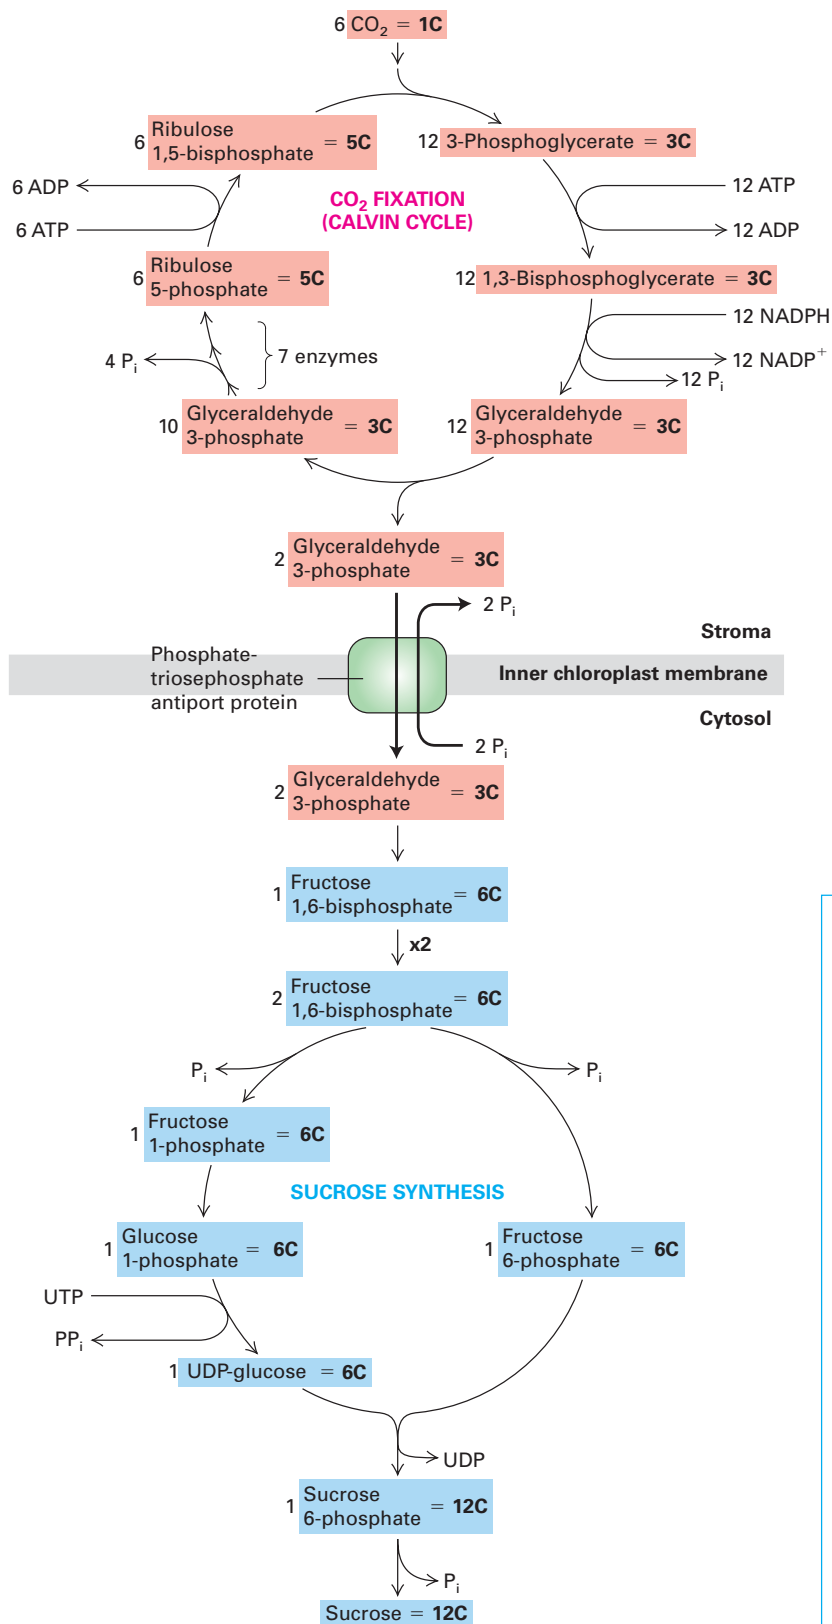 6 CO₂ = 1C
6 Ribulose
1,5-bisphosphate = 5C
12 3-Phosphoglycerate = 3C
6 ADP
6 ATP
CO₂ FIXATION
(CALVIN CYCLE)
12 ATP
12 ADP
6 Ribulose
5-phosphate = 5C
12 1,3-Bisphosphoglycerate = 3C
4 Pᵢ
7 enzymes
12 NADPH
12 NADP⁺
12 Pᵢ
10 Glyceraldehyde
3-phosphate = 3C
12 Glyceraldehyde
3-phosphate = 3C
2 Glyceraldehyde
3-phosphate = 3C
2 Pᵢ
Stroma
Phosphate-
triosephosphate
antiport protein
Inner chloroplast membrane
Cytosol
2 Pᵢ
2 Glyceraldehyde
3-phosphate = 3C
1 Fructose
1,6-bisphosphate = 6C
x2
2 Fructose
1,6-bisphosphate = 6C
Pᵢ
Pᵢ
1 Fructose
1-phosphate = 6C
SUCROSE SYNTHESIS
1 Glucose
1-phosphate = 6C
1 Fructose
6-phosphate = 6C
UTP
PPᵢ
1 UDP-glucose = 6C
UDP
1 Sucrose
6-phosphate = 12C
Pᵢ
Sucrose = 12C